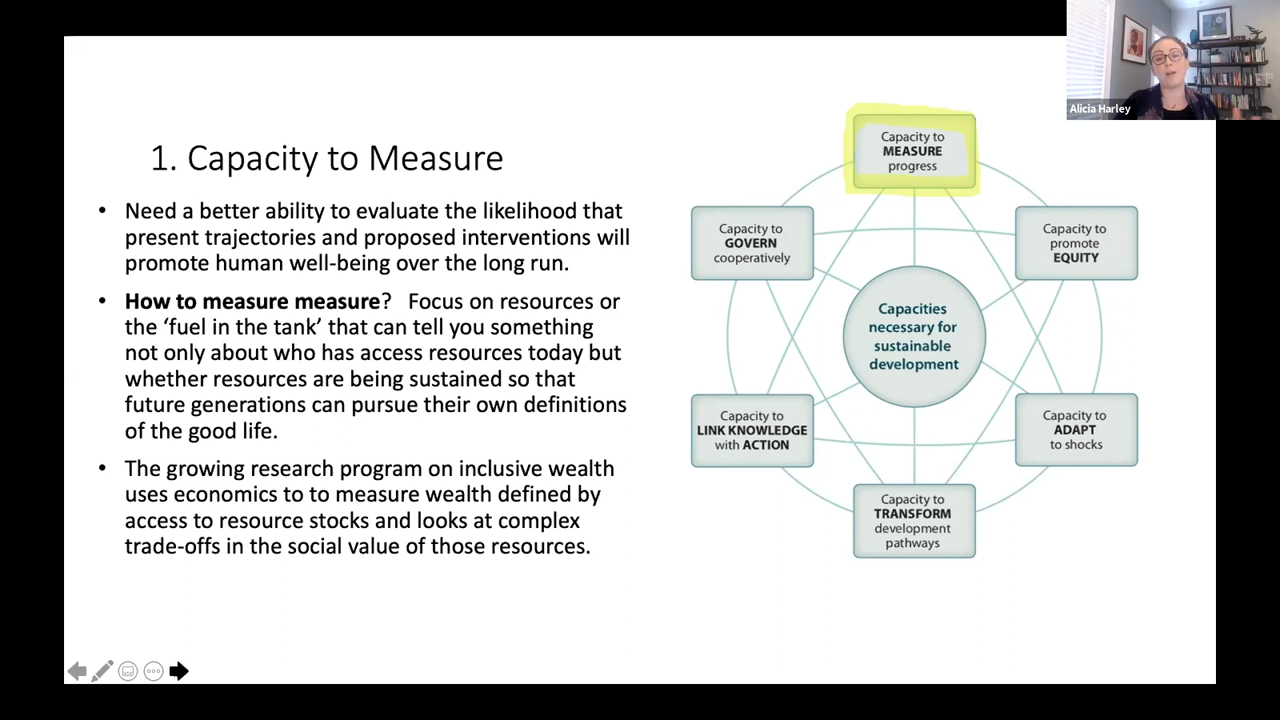 Alicia Harley
1. Capacity to Measure
• Need a better ability to evaluate the likelihood that
present trajectories and proposed interventions will
promote human well-being over the long run.
• How to measure measure? Focus on resources or
the ‘fuel in the tank’ that can tell you something
not only about who has access resources today but
whether resources are being sustained so that
future generations can pursue their own definitions
of the good life.
• The growing research program on inclusive wealth
uses economics to to measure wealth defined by
access to resource stocks and looks at complex
trade-offs in the social value of those resources.
Capacity to
MEASURE
progress
Capacity to
GOVERN
cooperatively
Capacity to
promote
EQUITY
Capacities
necessary for
sustainable
development
Capacity to
LINK KNOWLEDGE
with ACTION
Capacity to
ADAPT
to shocks
Capacity to
TRANSFORM
development
pathways